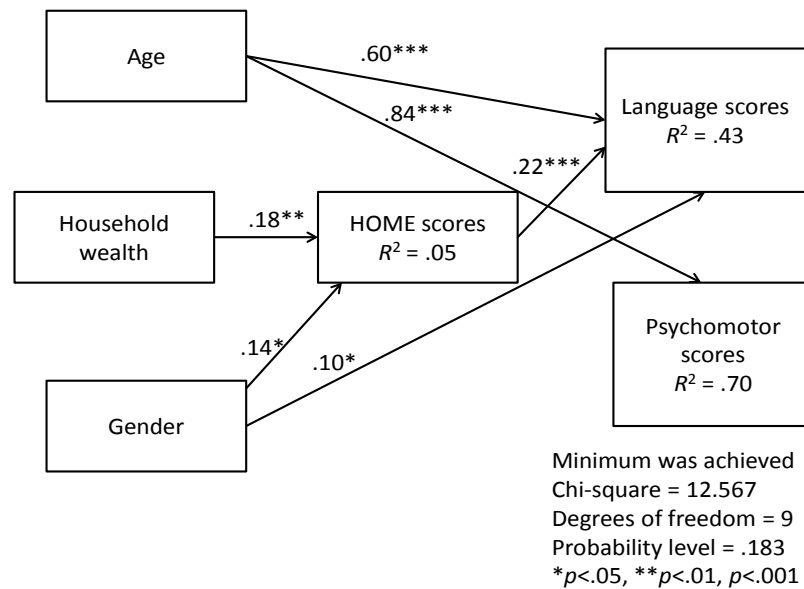 Age
.60***
.84***
Language scores
R² = .43
.22***
Household
wealth
.18**
HOME scores
R² = .05
.14*
.10*
Gender
Psychomotor
scores
R² = .70
Minimum was achieved
Chi-square = 12.567
Degrees of freedom = 9
Probability level = .183
*p<.05, **p<.01, p<.001